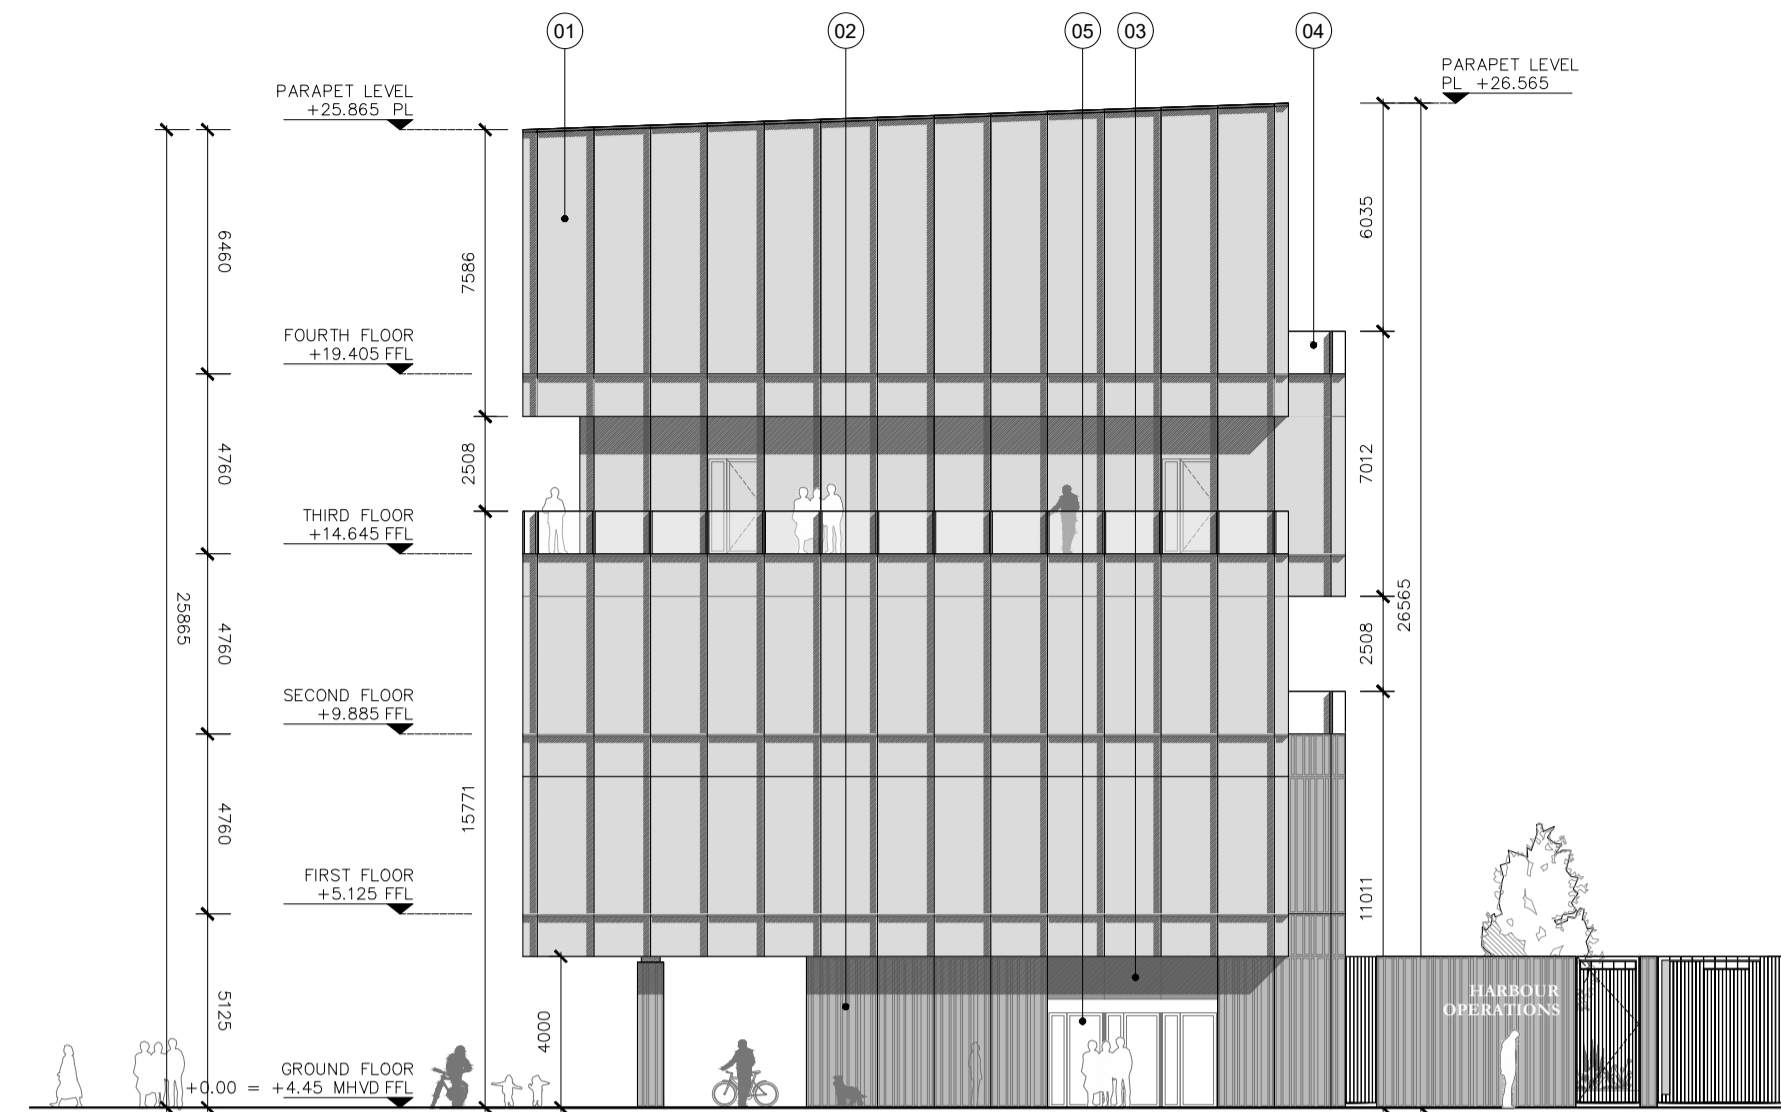 01
02
05
03
04
PARAPET LEVEL
+25.865 PL
PARAPET LEVEL
PL +26.565
6460
7586
6035
FOURTH FLOOR
+19.405 FFL
4760
2508
7012
THIRD FLOOR
+14.645 FFL
25865
4760
26565
2508
SECOND FLOOR
+9.885 FFL
4760
15771
11011
FIRST FLOOR
+5.125 FFL
5125
4000
HARBOUR
OPERATIONS
GROUND FLOOR
+0.00 = +4.45 MHVD FFL